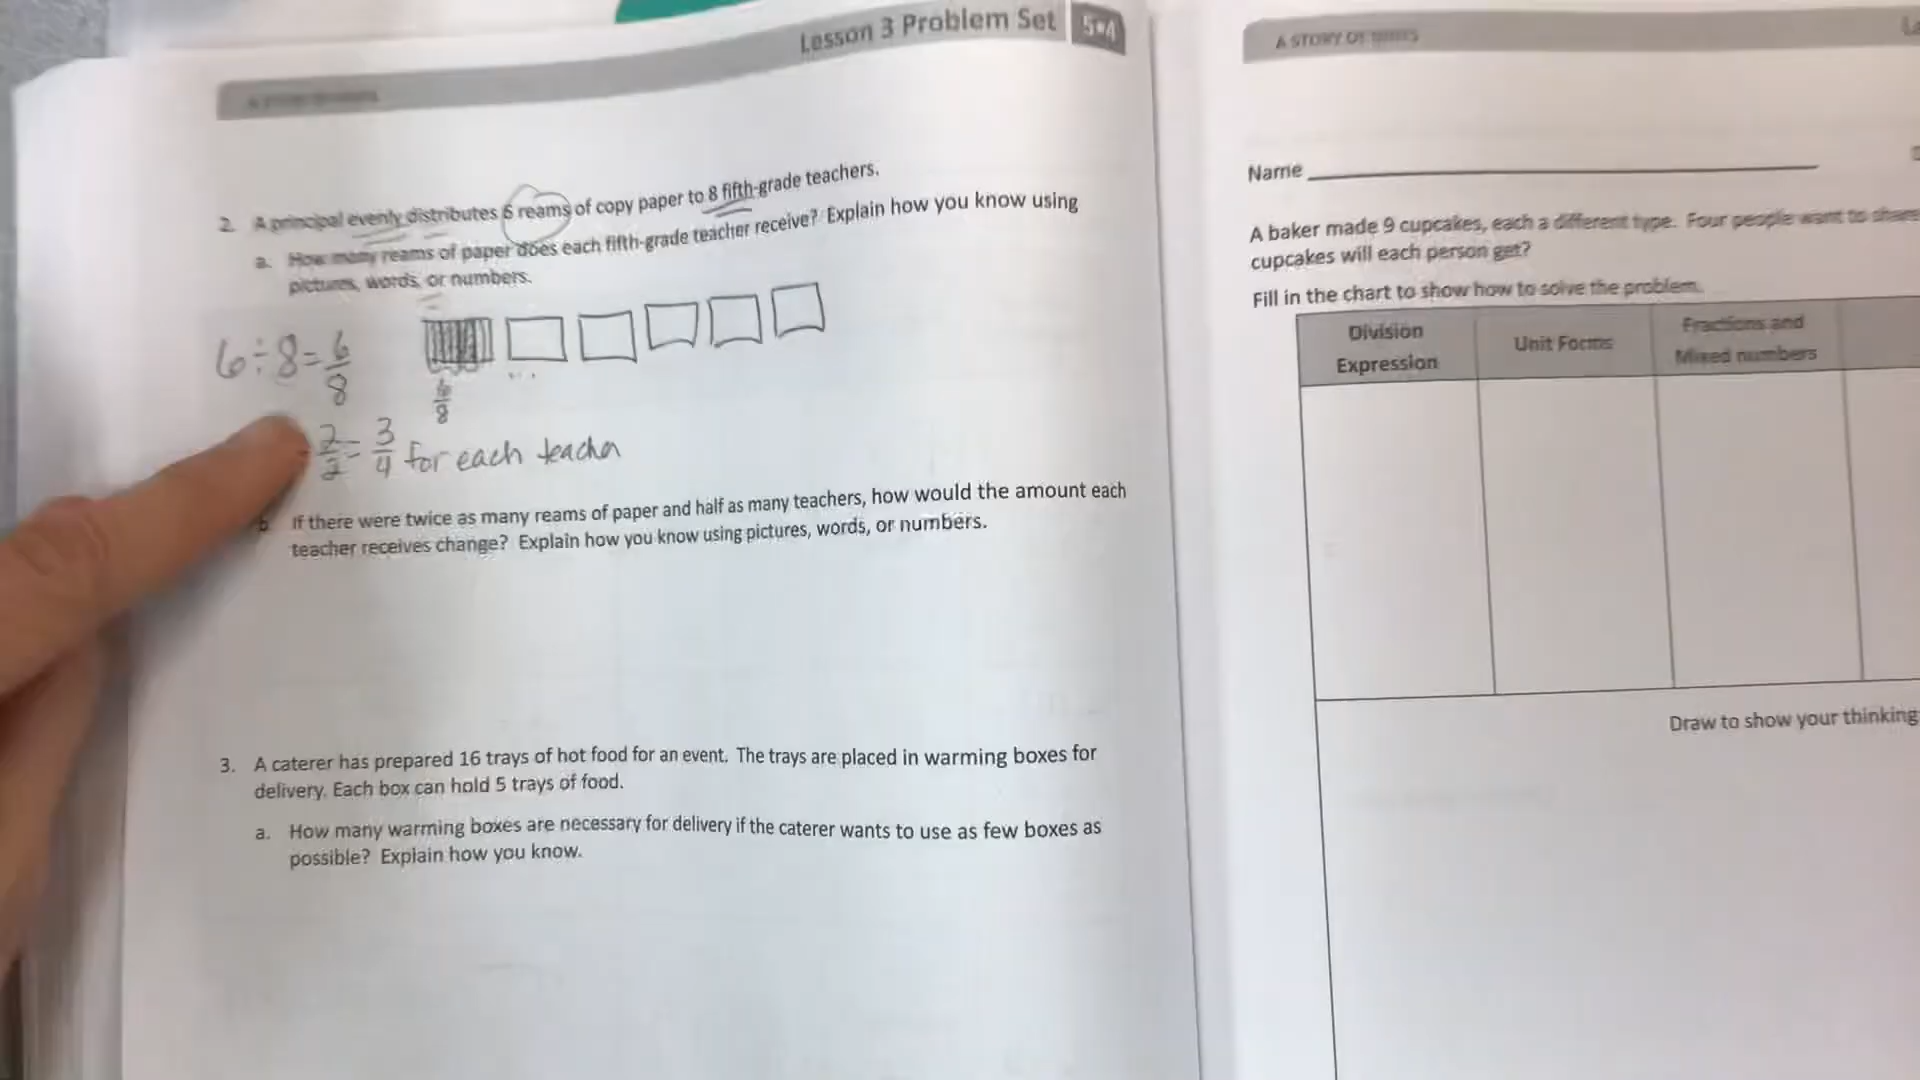 Lesson 3 Problem Set 5•4
2. A principal evenly distributes 6 reams of copy paper to 8 fifth-grade teachers.
a. How many reams of paper does each fifth-grade teacher receive? Explain how you know using
pictures, words, or numbers.
6 ÷ 8 = 6/8
6/8
2/2 = 3/4 for each teacher
b. If there were twice as many reams of paper and half as many teachers, how would the amount each
teacher receives change? Explain how you know using pictures, words, or numbers.
3. A caterer has prepared 16 trays of hot food for an event. The trays are placed in warming boxes for
delivery. Each box can hold 5 trays of food.
a. How many warming boxes are necessary for delivery if the caterer wants to use as few boxes as
possible? Explain how you know.
A STORY OF UNITS
Name
A baker made 9 cupcakes, each a different type. Four people want to share
cupcakes will each person get?
Fill in the chart to show how to solve the problem.
Division
Expression
Unit Forms
Fractions and
Mixed numbers
Draw to show your thinking